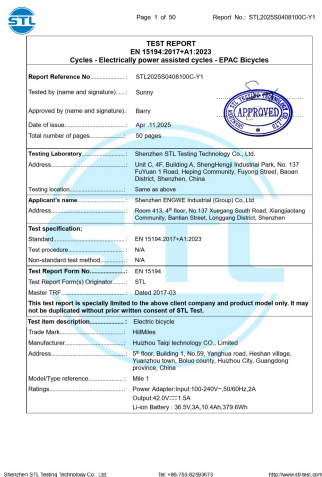 STL
Page 1 of 50
Report No.: STL2025S0408100C-Y1
TEST REPORT
EN 15194:2017+A1:2023
Cycles - Electrically power assisted cycles - EPAC Bicycles
Report Reference No.................: STL2025S0408100C-Y1
Tested by (name and signature).....: Sunny
Approved by (name and signature).: Barry
Date of issue...............................: Apr .11,2025
Total number of pages.................: 50 pages
APPROVED
Testing Laboratory......................: Shenzhen STL Testing Technology Co., Ltd.
Address......................................: Unit C, 4F, Building A, ShengHengji Industrial Park, No. 137
FuYuan 1 Road, Heping Community, Fuyong Street, Baoan
District, Shenzhen, China
Testing location...........................: Same as above
Applicant's name........................: Shenzhen ENGWE Industrial (Group) Co.,Ltd
Address......................................: Room 413, 4th floor, No.137 Xuegang South Road, Xiangjiaotang
Community, Bantian Street, Longgang District, Shenzhen
Test specification:
Standard.....................................: EN 15194:2017+A1:2023
Test procedure............................: N/A
Non-standard test method............: N/A
Test Report Form No...................: EN 15194
Test Report Form(s) Originator......: STL
Master TRF.................................: Dated 2017-03
This test report is specially limited to the above client company and product model only. It may
not be duplicated without prior written consent of STL Test.
Test item description..................: Electric bicycle
Trade Mark.................................: HillMiles
Manufacturer...............................: Huizhou Taiqi technology CO., Limited
Address......................................: 5th floor, Building 1, No.59, Yanghua road, Heshan village,
Yuanzhou town, Boluo county, Huizhou City, Guangdong
province, China
Model/Type reference..................: Mile 1
Ratings.......................................: Power Adapter:Input:100-240V~,50/60Hz,2A
Output:42.0V⎓1.5A
Li-ion Battery : 36.5V,3A,10.4Ah,379.6Wh
Shenzhen STL Testing Technology Co., Ltd.
Tel: +86-755-82593673
http://www.stl-test.com